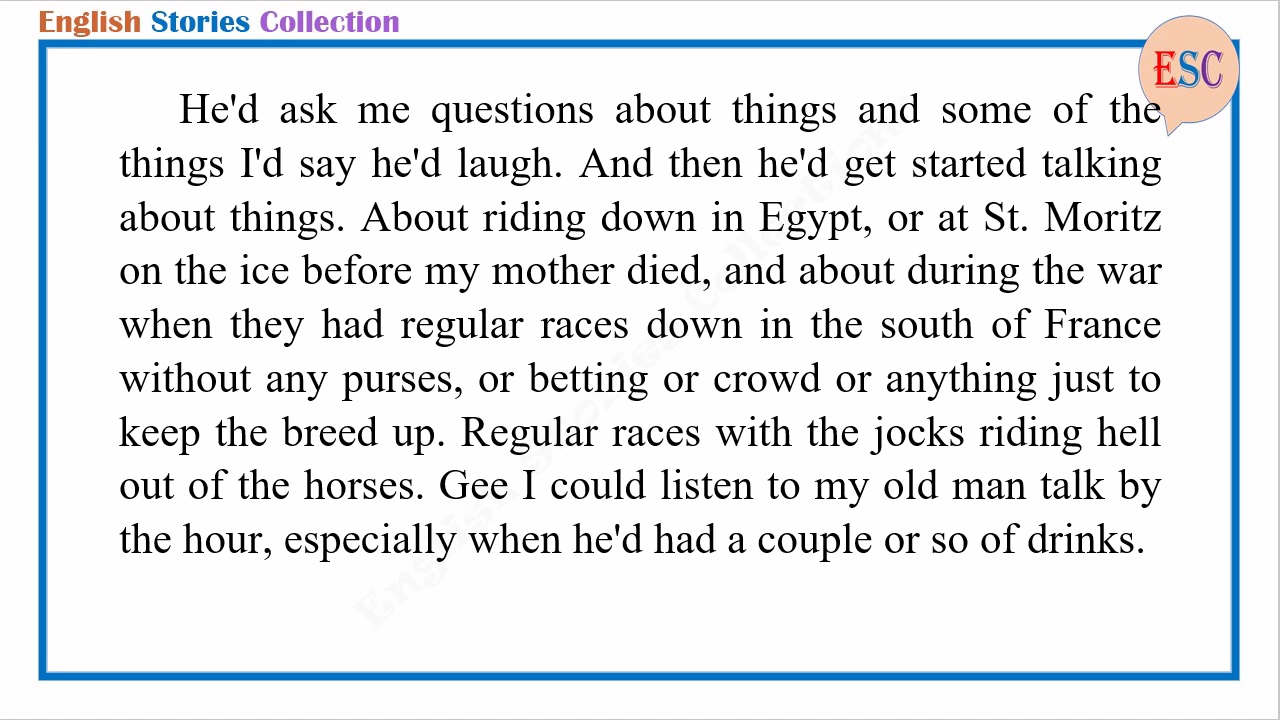 English Stories Collection
ESC
He'd ask me questions about things and some of the
things I'd say he'd laugh. And then he'd get started talking
about things. About riding down in Egypt, or at St. Moritz
on the ice before my mother died, and about during the war
when they had regular races down in the south of France
without any purses, or betting or crowd or anything just to
keep the breed up. Regular races with the jocks riding hell
out of the horses. Gee I could listen to my old man talk by
the hour, especially when he'd had a couple or so of drinks.
English Stories Collection